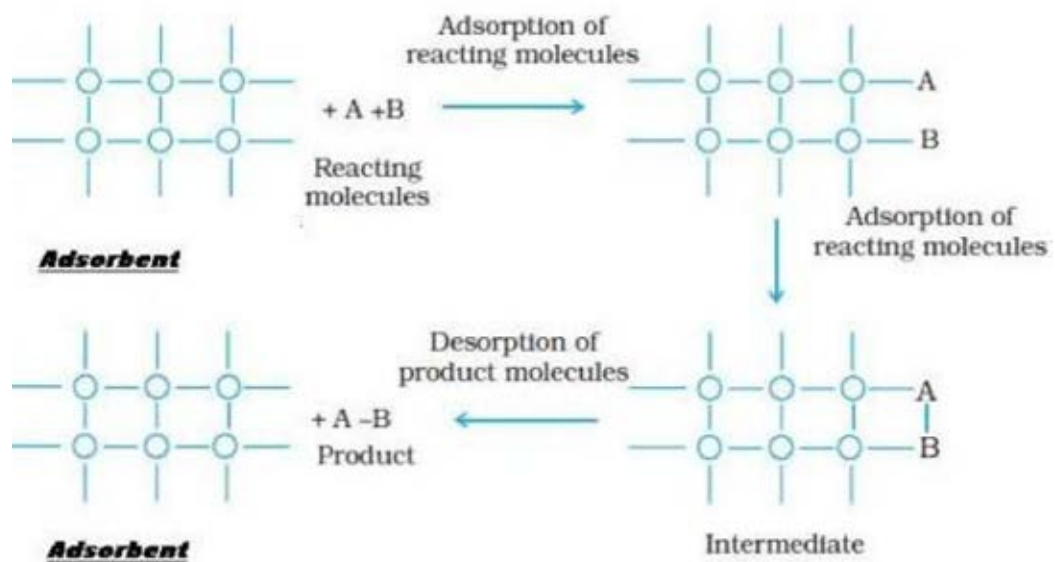 Adsorption of
reacting molecules
+ A +B
Reacting
molecules
A
B
Adsorbent
Adsorption of
reacting molecules
Desorption of
product molecules
+ A –B
Product
A
B
Adsorbent
Intermediate